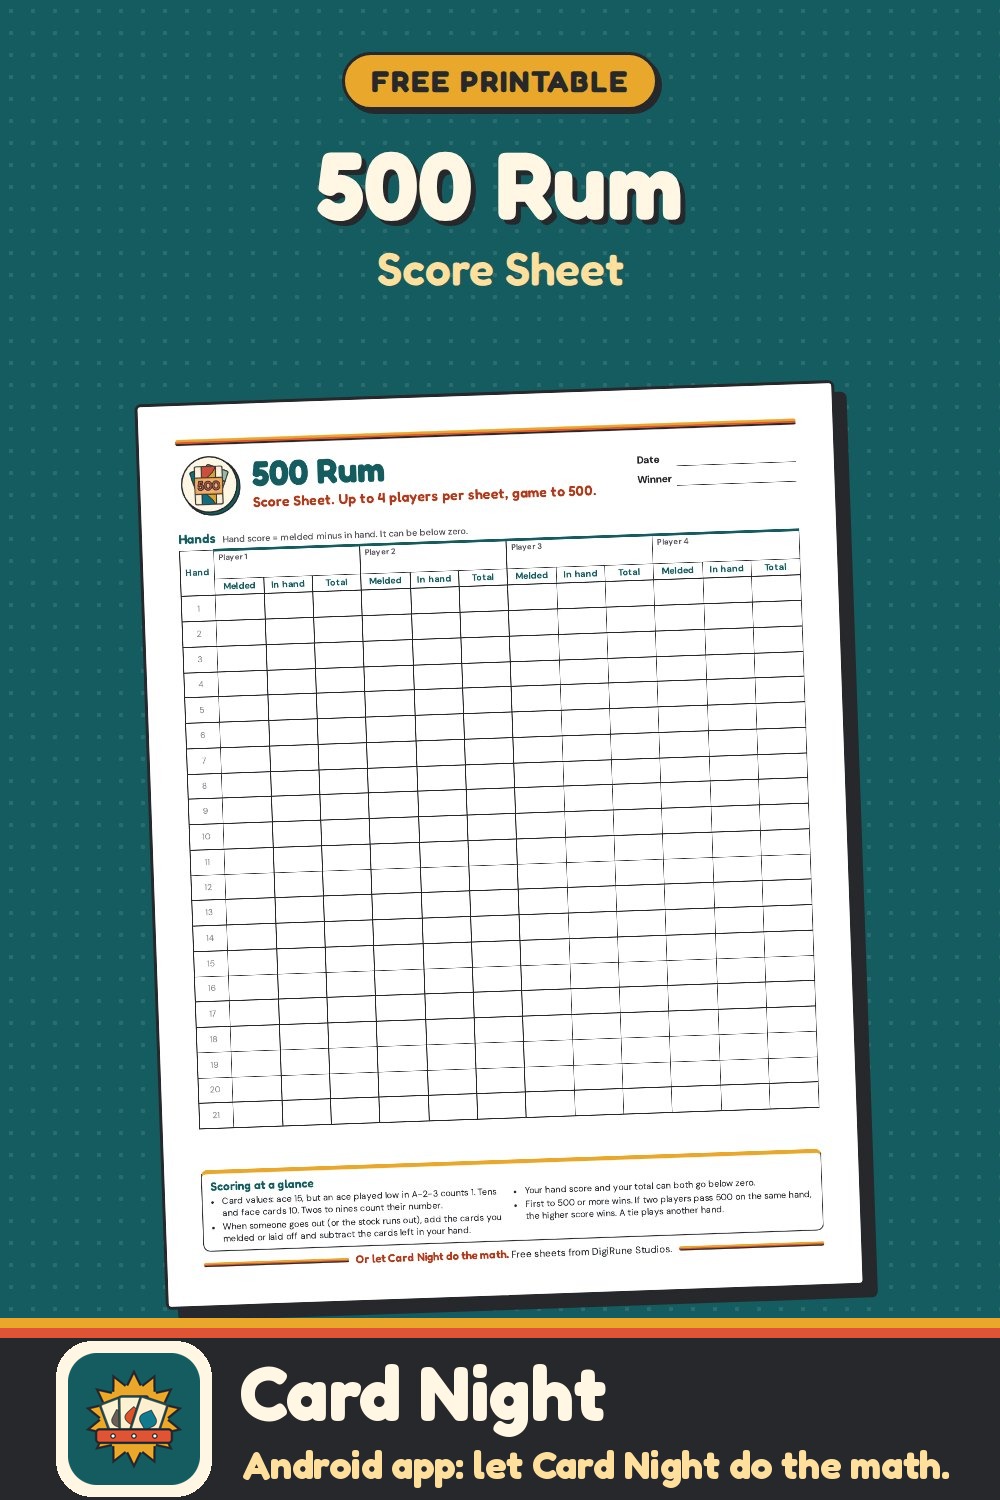 FREE PRINTABLE
500 Rum
Score Sheet
500
500 Rum
Score Sheet. Up to 4 players per sheet, game to 500.
Date
Winner
Hands Hand score = melded minus in hand. It can be below zero.
Hand Player 1 Player 2 Player 3 Player 4
Melded In hand Total Melded In hand Total Melded In hand Total Melded In hand Total
1
2
3
4
5
6
7
8
9
10
11
12
13
14
15
16
17
18
19
20
21
Scoring at a glance
• Card values: ace 15, but an ace played low in A-2-3 counts 1. Tens
and face cards 10. Twos to nines count their number.
• When someone goes out (or the stock runs out), add the cards you
melded or laid off and subtract the cards left in your hand.
• Your hand score and your total can both go below zero.
• First to 500 or more wins. If two players pass 500 on the same hand,
the higher score wins. A tie plays another hand.
Or let Card Night do the math. Free sheets from DigiRune Studios.
Card Night
Android app: let Card Night do the math.